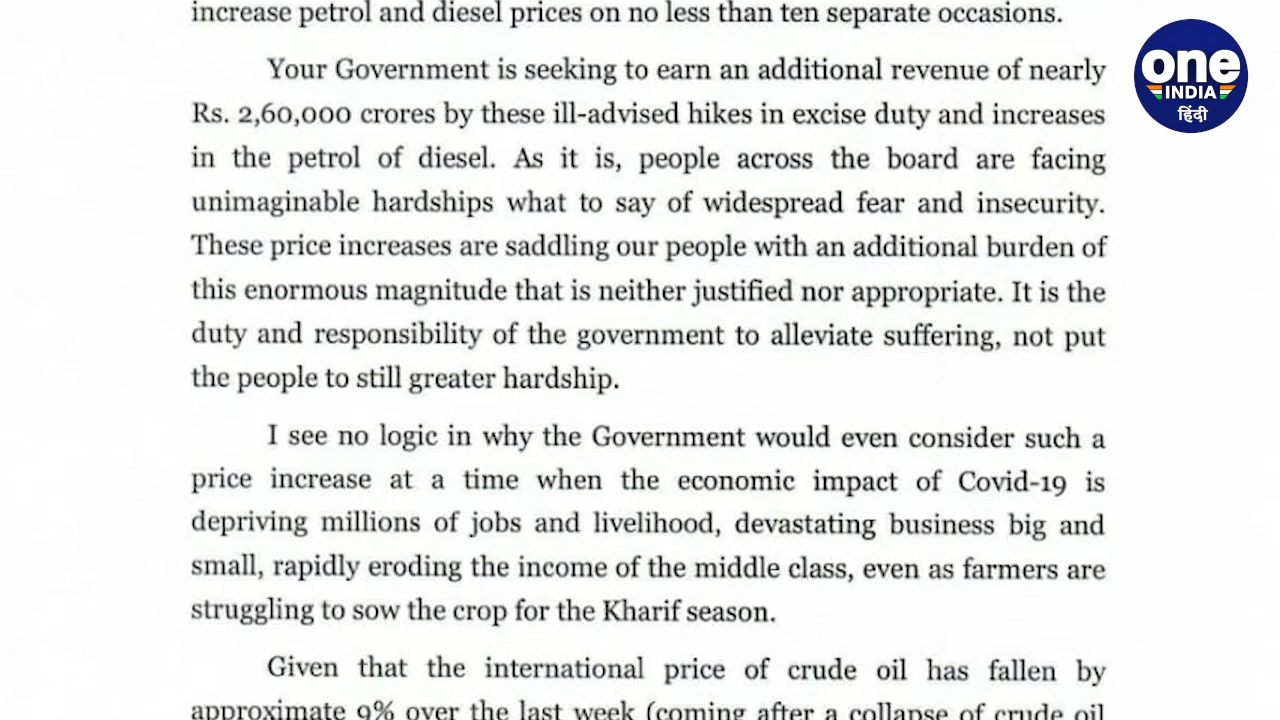 increase petrol and diesel prices on no less than ten separate occasions.
Your Government is seeking to earn an additional revenue of nearly
Rs. 2,60,000 crores by these ill-advised hikes in excise duty and increases
in the petrol of diesel. As it is, people across the board are facing
unimaginable hardships what to say of widespread fear and insecurity.
These price increases are saddling our people with an additional burden of
this enormous magnitude that is neither justified nor appropriate. It is the
duty and responsibility of the government to alleviate suffering, not put
the people to still greater hardship.
I see no logic in why the Government would even consider such a
price increase at a time when the economic impact of Covid-19 is
depriving millions of jobs and livelihood, devastating business big and
small, rapidly eroding the income of the middle class, even as farmers are
struggling to sow the crop for the Kharif season.
Given that the international price of crude oil has fallen by
approximate 9% over the last week (coming after a collapse of crude oil
one
INDIA
हिंदी